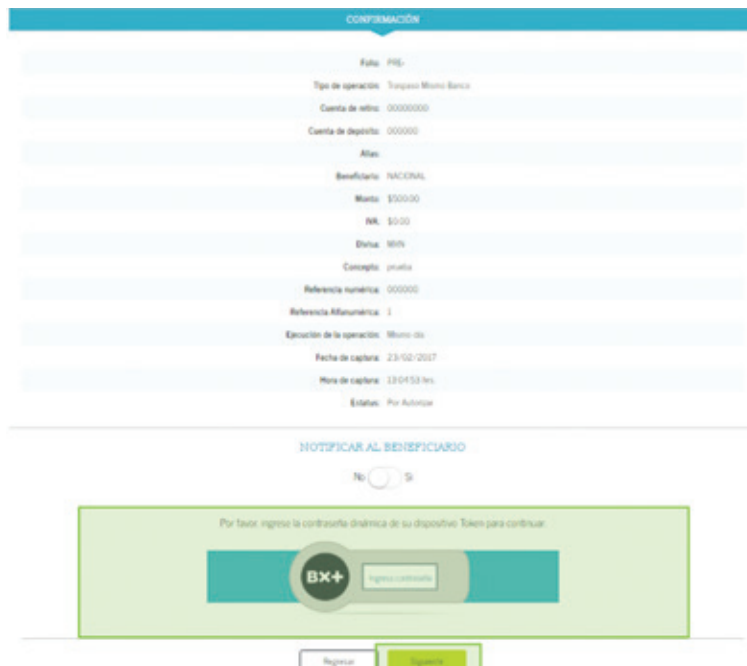 CONFIRMACIÓN
Folio: PRE-
Tipo de operación: Traspaso Mismo Banco
Cuenta de retiro: 00000000
Cuenta de depósito: 000000
Alias:
Beneficiario: NACIONAL
Monto: $500.00
IVA: $0.00
Divisa: MXN
Concepto: prueba
Referencia numérica: 000000
Referencia Alfanumérica: 1
Ejecución de la operación: Mismo día
Fecha de captura: 23/02/2017
Hora de captura: 13:04:53 hrs.
Estatus: Por Autorizar
NOTIFICAR AL BENEFICIARIO
No Si
Por favor, ingrese la contraseña dinámica de su dispositivo Token para continuar.
BX+ Ingrese contraseña
Regresar Siguiente